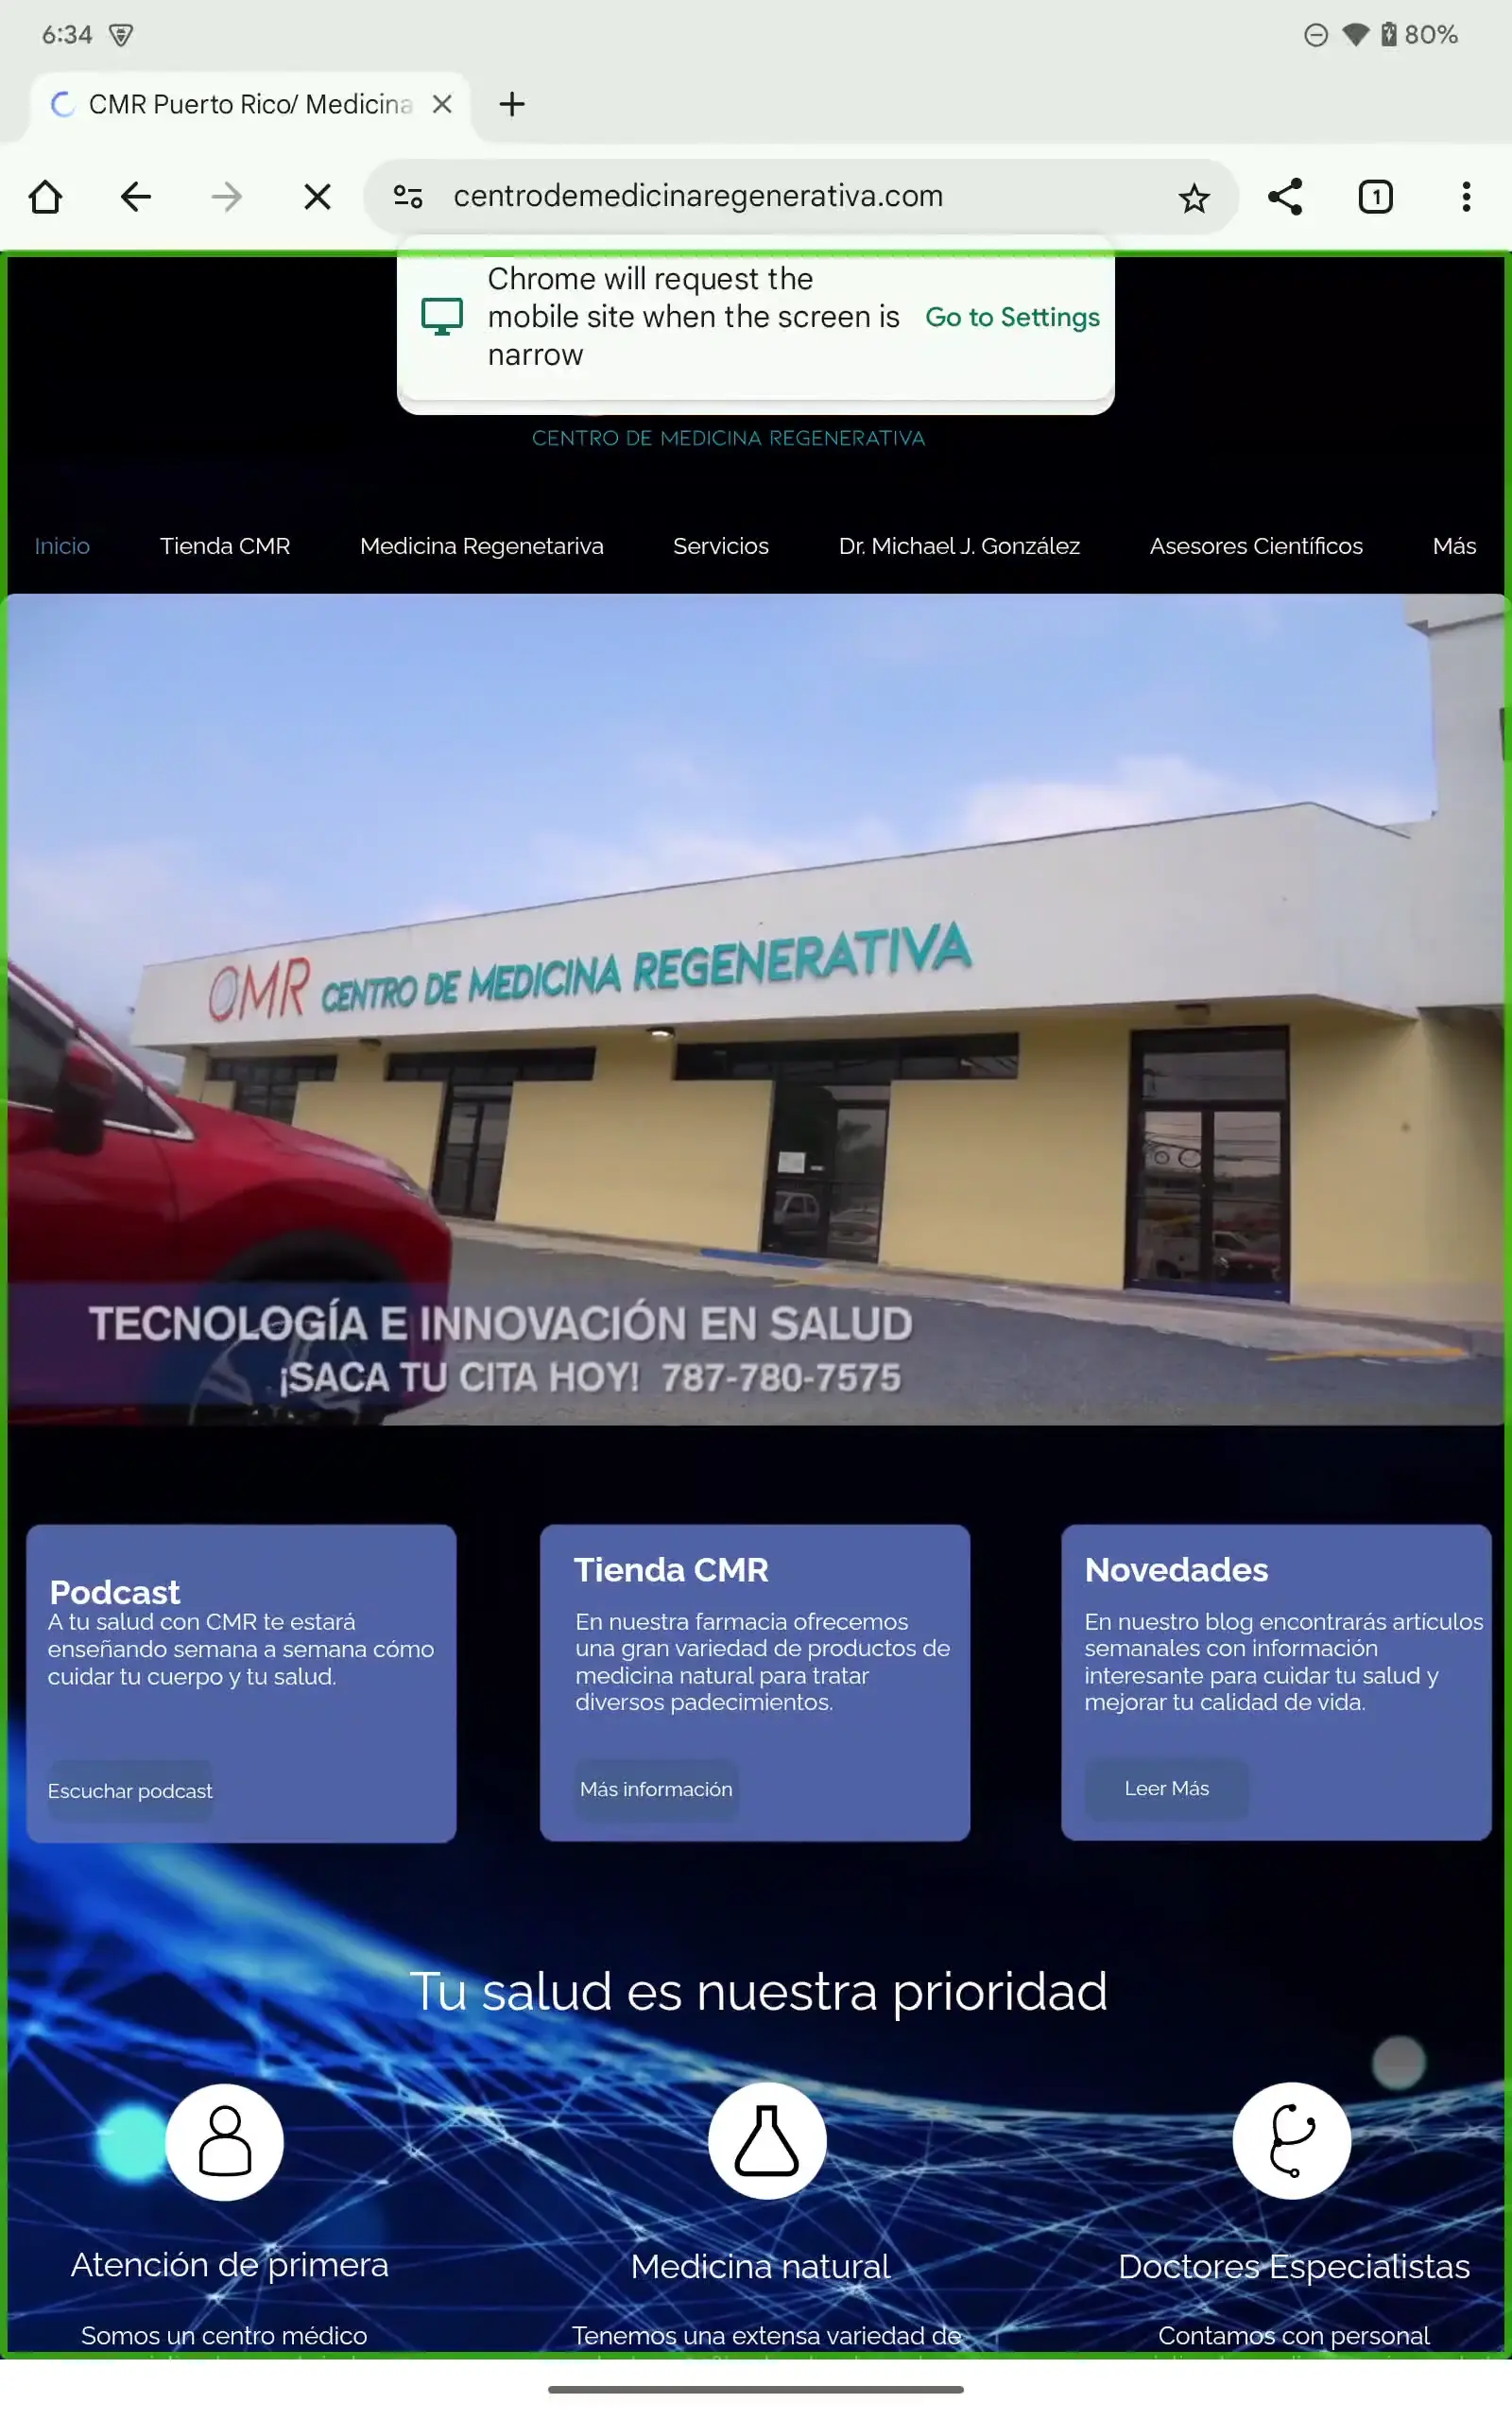 6:34
80%
CMR Puerto Rico/ Medicina
centrodemedicinaregenerativa.com
1
Chrome will request the
mobile site when the screen is
narrow
Go to Settings
CENTRO DE MEDICINA REGENERATIVA
Inicio
Tienda CMR
Medicina Regenetariva
Servicios
Dr. Michael J. González
Asesores Científicos
Más
CMR CENTRO DE MEDICINA REGENERATIVA
TECNOLOGÍA E INNOVACIÓN EN SALUD
¡SACA TU CITA HOY! 787-780-7575
Podcast
A tu salud con CMR te estará
enseñando semana a semana cómo
cuidar tu cuerpo y tu salud.
Escuchar podcast
Tienda CMR
En nuestra farmacia ofrecemos
una gran variedad de productos de
medicina natural para tratar
diversos padecimientos.
Más información
Novedades
En nuestro blog encontrarás artículos
semanales con información
interesante para cuidar tu salud y
mejorar tu calidad de vida.
Leer Más
Tu salud es nuestra prioridad
Atención de primera
Somos un centro médico
Medicina natural
Tenemos una extensa variedad de
Doctores Especialistas
Contamos con personal